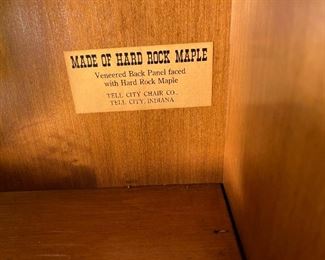 MADE OF HARD ROCK MAPLE
Veneered Back Panel faced
with Hard Rock Maple
TELL CITY CHAIR CO.,
TELL CITY, INDIANA